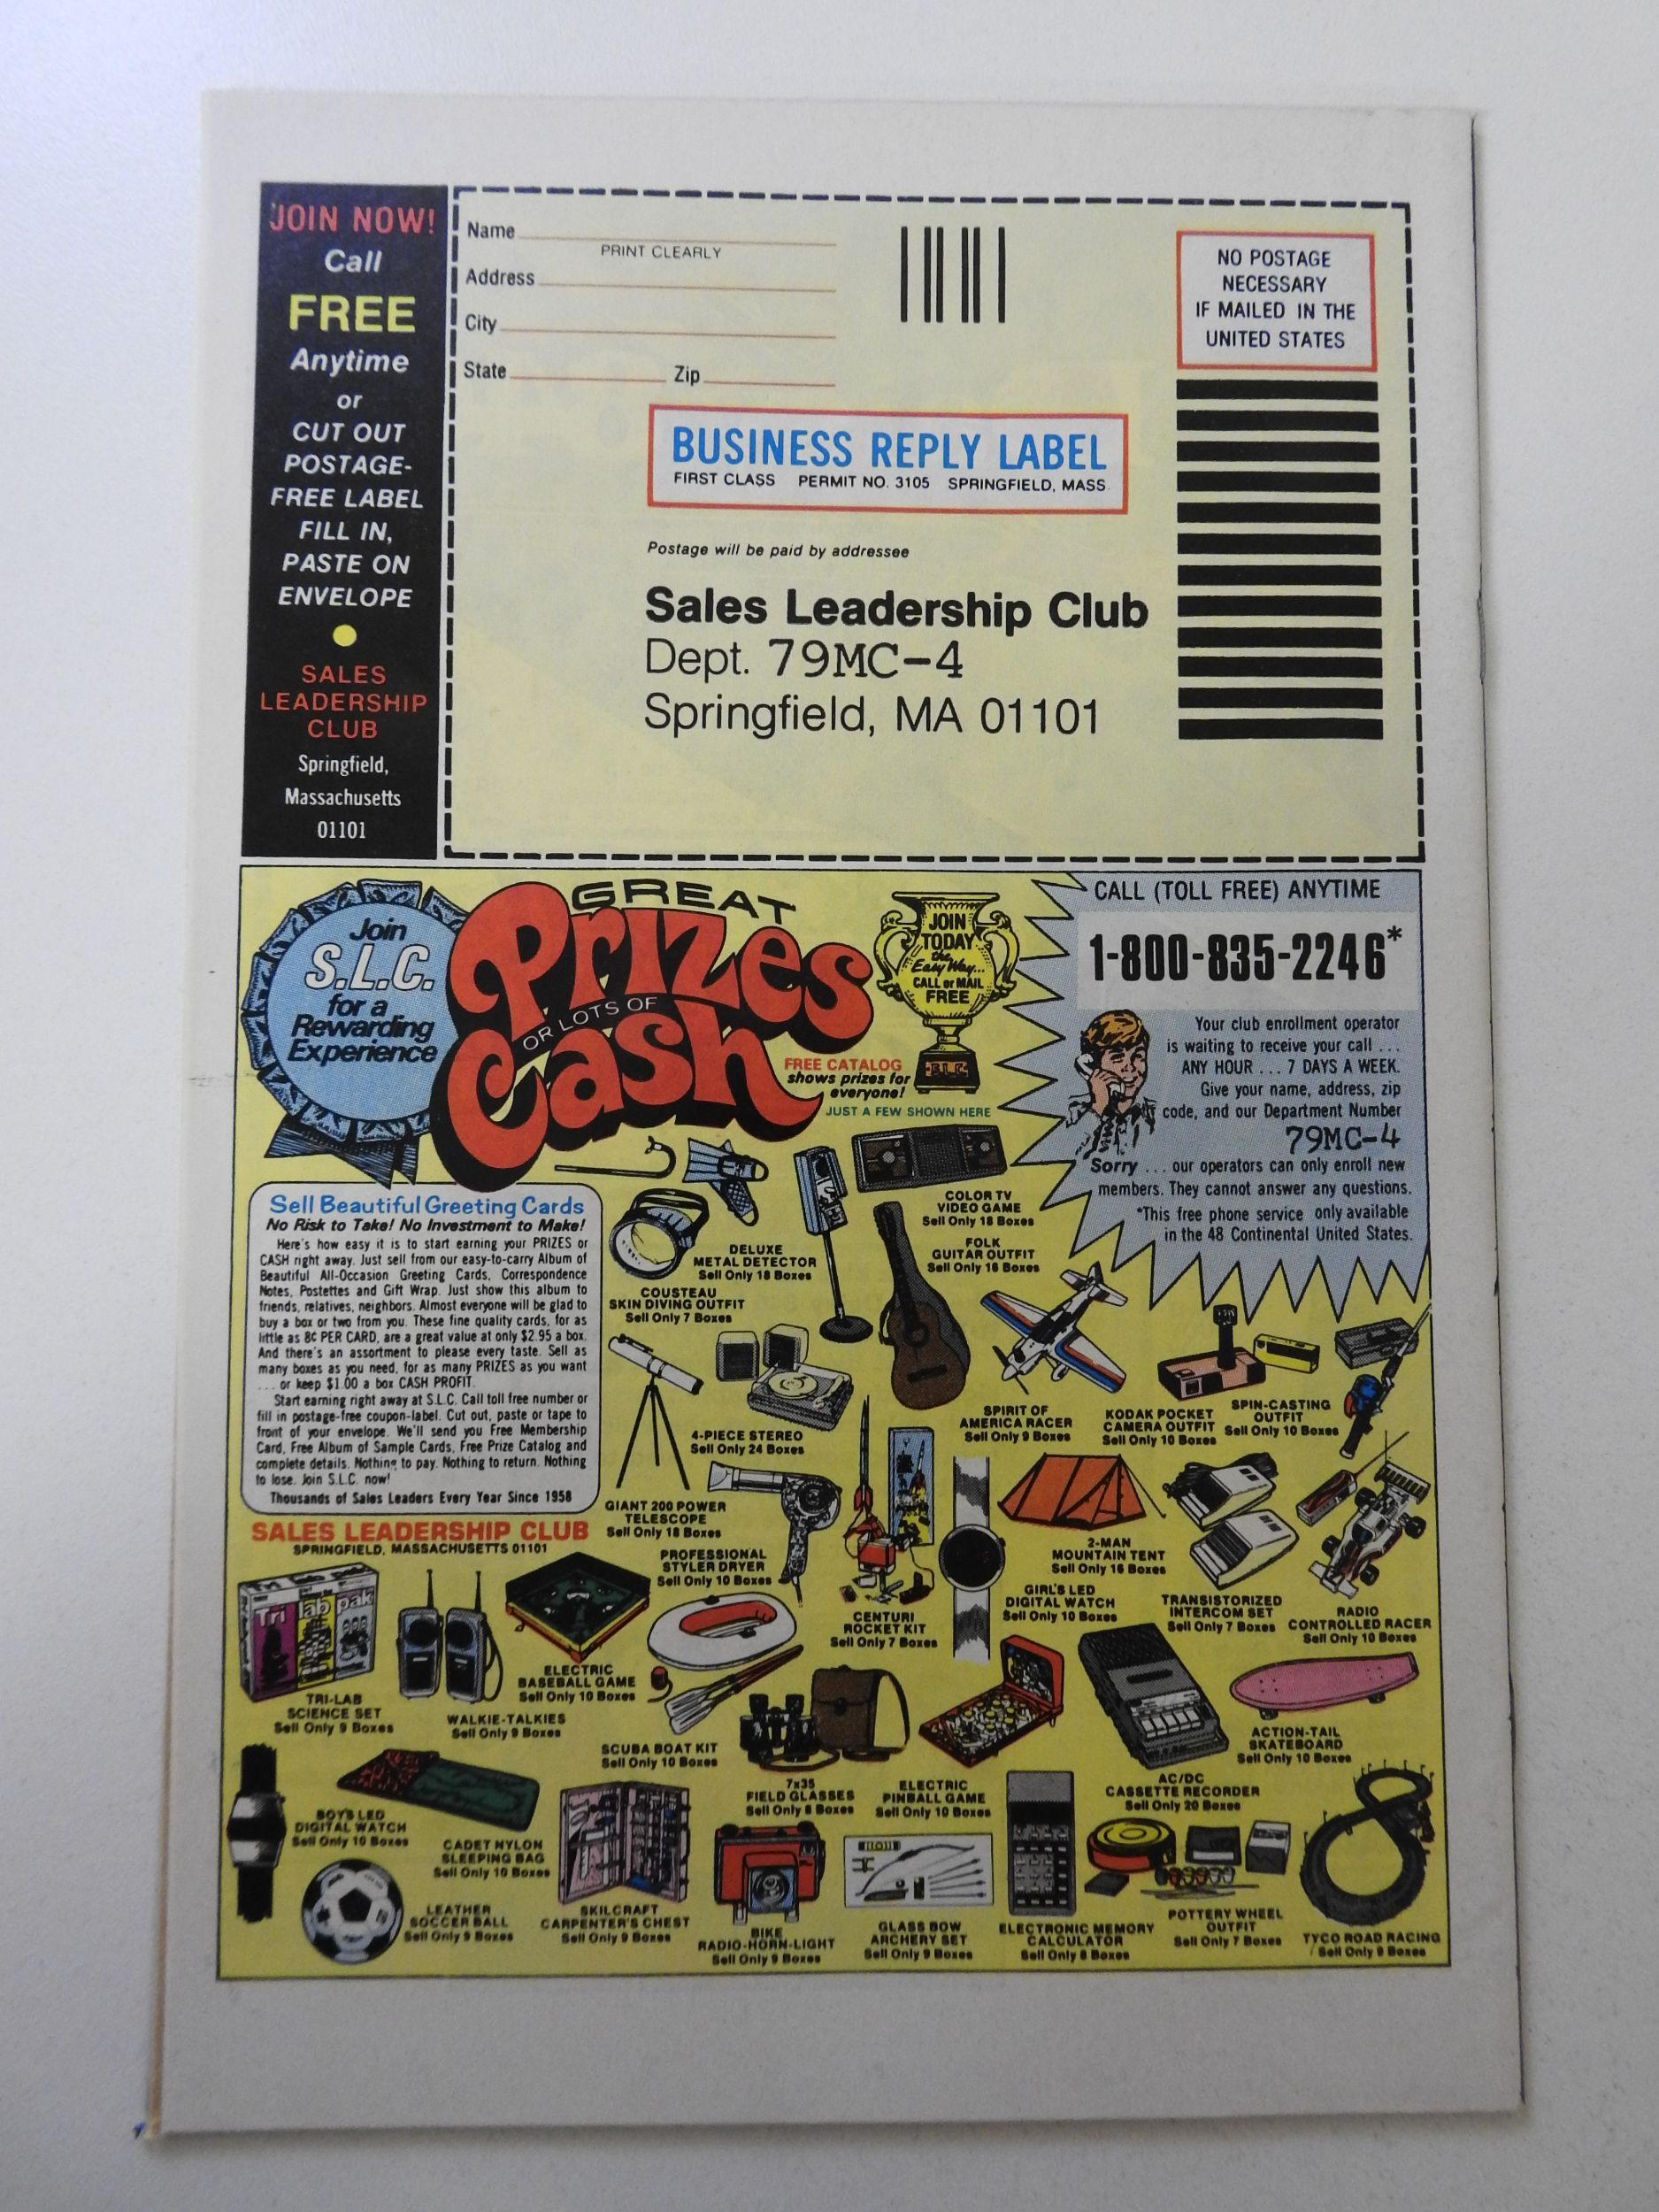 JOIN NOW!
Call
FREE
Anytime
or
CUT OUT
POSTAGE-
FREE LABEL
FILL IN,
PASTE ON
ENVELOPE
SALES
LEADERSHIP
CLUB
Springfield,
Massachusetts
01101
Name
PRINT CLEARLY
Address
City
State Zip
NO POSTAGE
NECESSARY
IF MAILED IN THE
UNITED STATES
BUSINESS REPLY LABEL
FIRST CLASS PERMIT NO. 3105 SPRINGFIELD, MASS.
Postage will be paid by addressee
Sales Leadership Club
Dept. 79MC-4
Springfield, MA 01101
Join
S.L.C.
for a
Rewarding
Experience
GREAT
Prizes
OR LOTS OF
Cash
FREE CATALOG
shows prizes for
everyone!
JUST A FEW SHOWN HERE
JOIN
TODAY
the
Easy Way...
CALL or MAIL
FREE
S.L.C.
CALL (TOLL FREE) ANYTIME
1-800-835-2246*
Your club enrollment operator
is waiting to receive your call ...
ANY HOUR ... 7 DAYS A WEEK.
Give your name, address, zip
code, and our Department Number
79MC-4
Sorry ... our operators can only enroll new
members. They cannot answer any questions.
*This free phone service only available
in the 48 Continental United States.
Sell Beautiful Greeting Cards
No Risk to Take! No Investment to Make!
Here's how easy it is to start earning your PRIZES or
CASH right away. Just sell from our easy-to-carry Album of
Beautiful All-Occasion Greeting Cards, Correspondence
Notes, Postettes and Gift Wrap. Just show this album to
friends, relatives, neighbors. Almost everyone will be glad to
buy a box or two from you. These fine quality cards, for as
little as 8¢ PER CARD, are a great value at only $2.95 a box.
And there's an assortment to please every taste. Sell as
many boxes as you need, for as many PRIZES as you want
... or keep $1.00 a box CASH PROFIT.
Start earning right away at S.L.C. Call toll free number or
fill in postage-free coupon-label. Cut out, paste or tape to
front of your envelope. We'll send you Free Membership
Card, Free Album of Sample Cards, Free Prize Catalog and
complete details. Nothing to pay. Nothing to return. Nothing
to lose. Join S.L.C. now!
Thousands of Sales Leaders Every Year Since 1958
SALES LEADERSHIP CLUB
SPRINGFIELD, MASSACHUSETTS 01101
COLOR TV
VIDEO GAME
Sell Only 18 Boxes
DELUXE
METAL DETECTOR
Sell Only 18 Boxes
FOLK
GUITAR OUTFIT
Sell Only 16 Boxes
COUSTEAU
SKIN DIVING OUTFIT
Sell Only 7 Boxes
SPIRIT OF
AMERICA RACER
Sell Only 9 Boxes
KODAK POCKET
CAMERA OUTFIT
Sell Only 10 Boxes
SPIN-CASTING
OUTFIT
Sell Only 10 Boxes
4-PIECE STEREO
Sell Only 24 Boxes
GIANT 200 POWER
TELESCOPE
Sell Only 18 Boxes
PROFESSIONAL
STYLER DRYER
Sell Only 10 Boxes
2-MAN
MOUNTAIN TENT
Sell Only 16 Boxes
GIRL'S LED
DIGITAL WATCH
Sell Only 10 Boxes
TRANSISTORIZED
INTERCOM SET
Sell Only 7 Boxes
RADIO
CONTROLLED RACER
Sell Only 10 Boxes
CENTURI
ROCKET KIT
Sell Only 7 Boxes
Tri lab pak
TRI-LAB
SCIENCE SET
Sell Only 9 Boxes
WALKIE-TALKIES
Sell Only 9 Boxes
ELECTRIC
BASEBALL GAME
Sell Only 10 Boxes
SCUBA BOAT KIT
Sell Only 10 Boxes
7x35
FIELD GLASSES
Sell Only 8 Boxes
ELECTRIC
PINBALL GAME
Sell Only 10 Boxes
AC/DC
CASSETTE RECORDER
Sell Only 20 Boxes
ACTION-TAIL
SKATEBOARD
Sell Only 10 Boxes
BOY'S LED
DIGITAL WATCH
Sell Only 10 Boxes
CADET NYLON
SLEEPING BAG
Sell Only 10 Boxes
LEATHER
SOCCER BALL
Sell Only 9 Boxes
SKILCRAFT
CARPENTER'S CHEST
Sell Only 9 Boxes
BIKE
RADIO-HORN-LIGHT
Sell Only 9 Boxes
GLASS BOW
ARCHERY SET
Sell Only 9 Boxes
ELECTRONIC MEMORY
CALCULATOR
Sell Only 8 Boxes
POTTERY WHEEL
OUTFIT
Sell Only 7 Boxes
TYCO ROAD RACING
Sell Only 9 Boxes